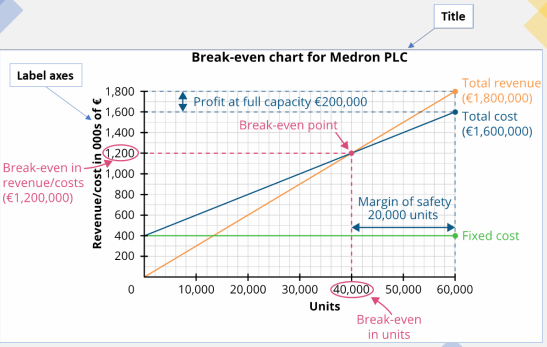 Title
Break-even chart for Medron PLC
Label axes
Revenue/cost in 000s of €
1,800
1,600
1,400
1,200
1,000
800
600
400
200
0
Profit at full capacity €200,000
Break-even point
Total revenue
(€1,800,000)
Total cost
(€1,600,000)
Break-even in
revenue/costs
(€1,200,000)
Margin of safety
20,000 units
Fixed cost
10,000
20,000
30,000
40,000
50,000
60,000
Units
Break-even
in units